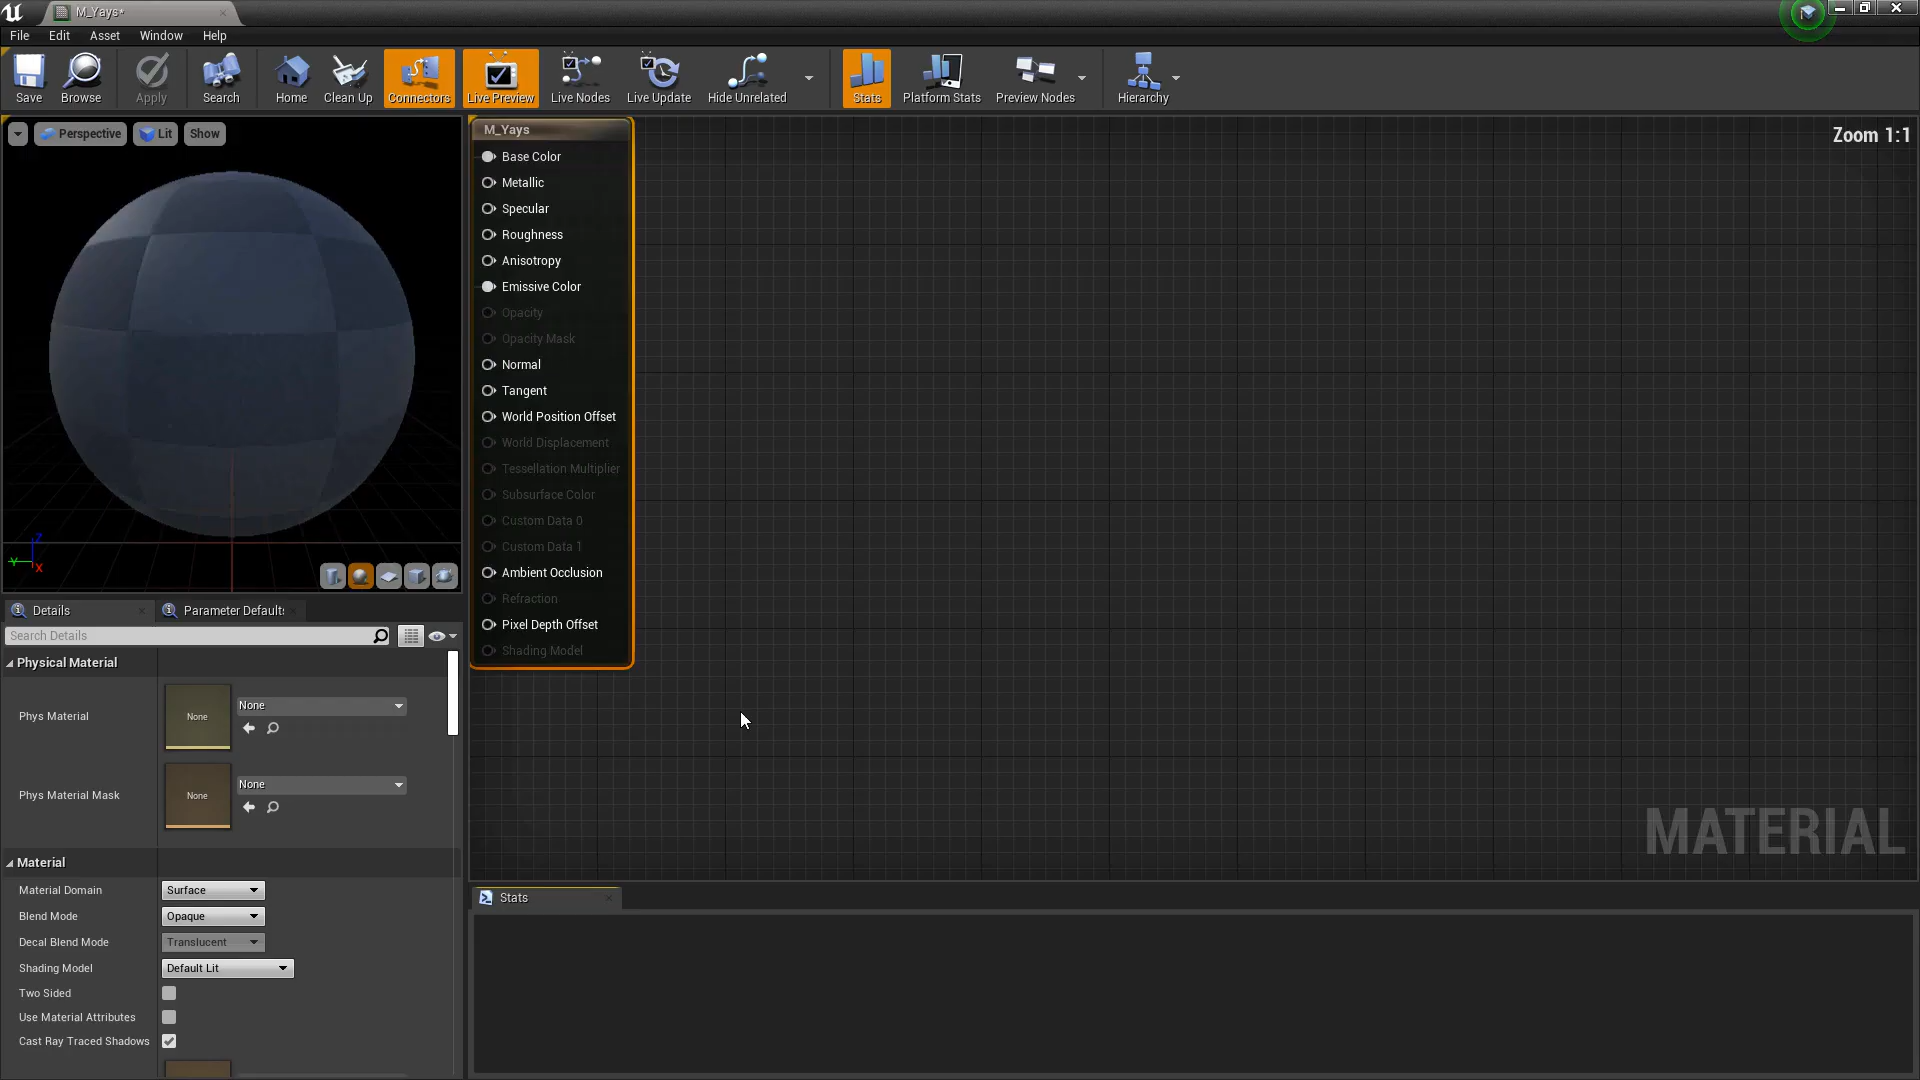 M_Yays*
File Edit Asset Window Help
Save Browse Apply Search Home Clean Up Connectors Live Preview Live Nodes Live Update Hide Unrelated Stats Platform Stats Preview Nodes Hierarchy
Perspective Lit Show
M_Yays
Zoom 1:1
Base Color
Metallic
Specular
Roughness
Anisotropy
Emissive Color
Opacity
Opacity Mask
Normal
Tangent
World Position Offset
World Displacement
Tessellation Multiplier
Subsurface Color
Custom Data 0
Custom Data 1
Ambient Occlusion
Refraction
Pixel Depth Offset
Shading Model
MATERIAL
Z
Y
X
Details Parameter Defaults
Search Details
Physical Material
Phys Material None None
Phys Material Mask None None
Material
Material Domain Surface
Blend Mode Opaque
Decal Blend Mode Translucent
Shading Model Default Lit
Two Sided
Use Material Attributes
Cast Ray Traced Shadows
Stats